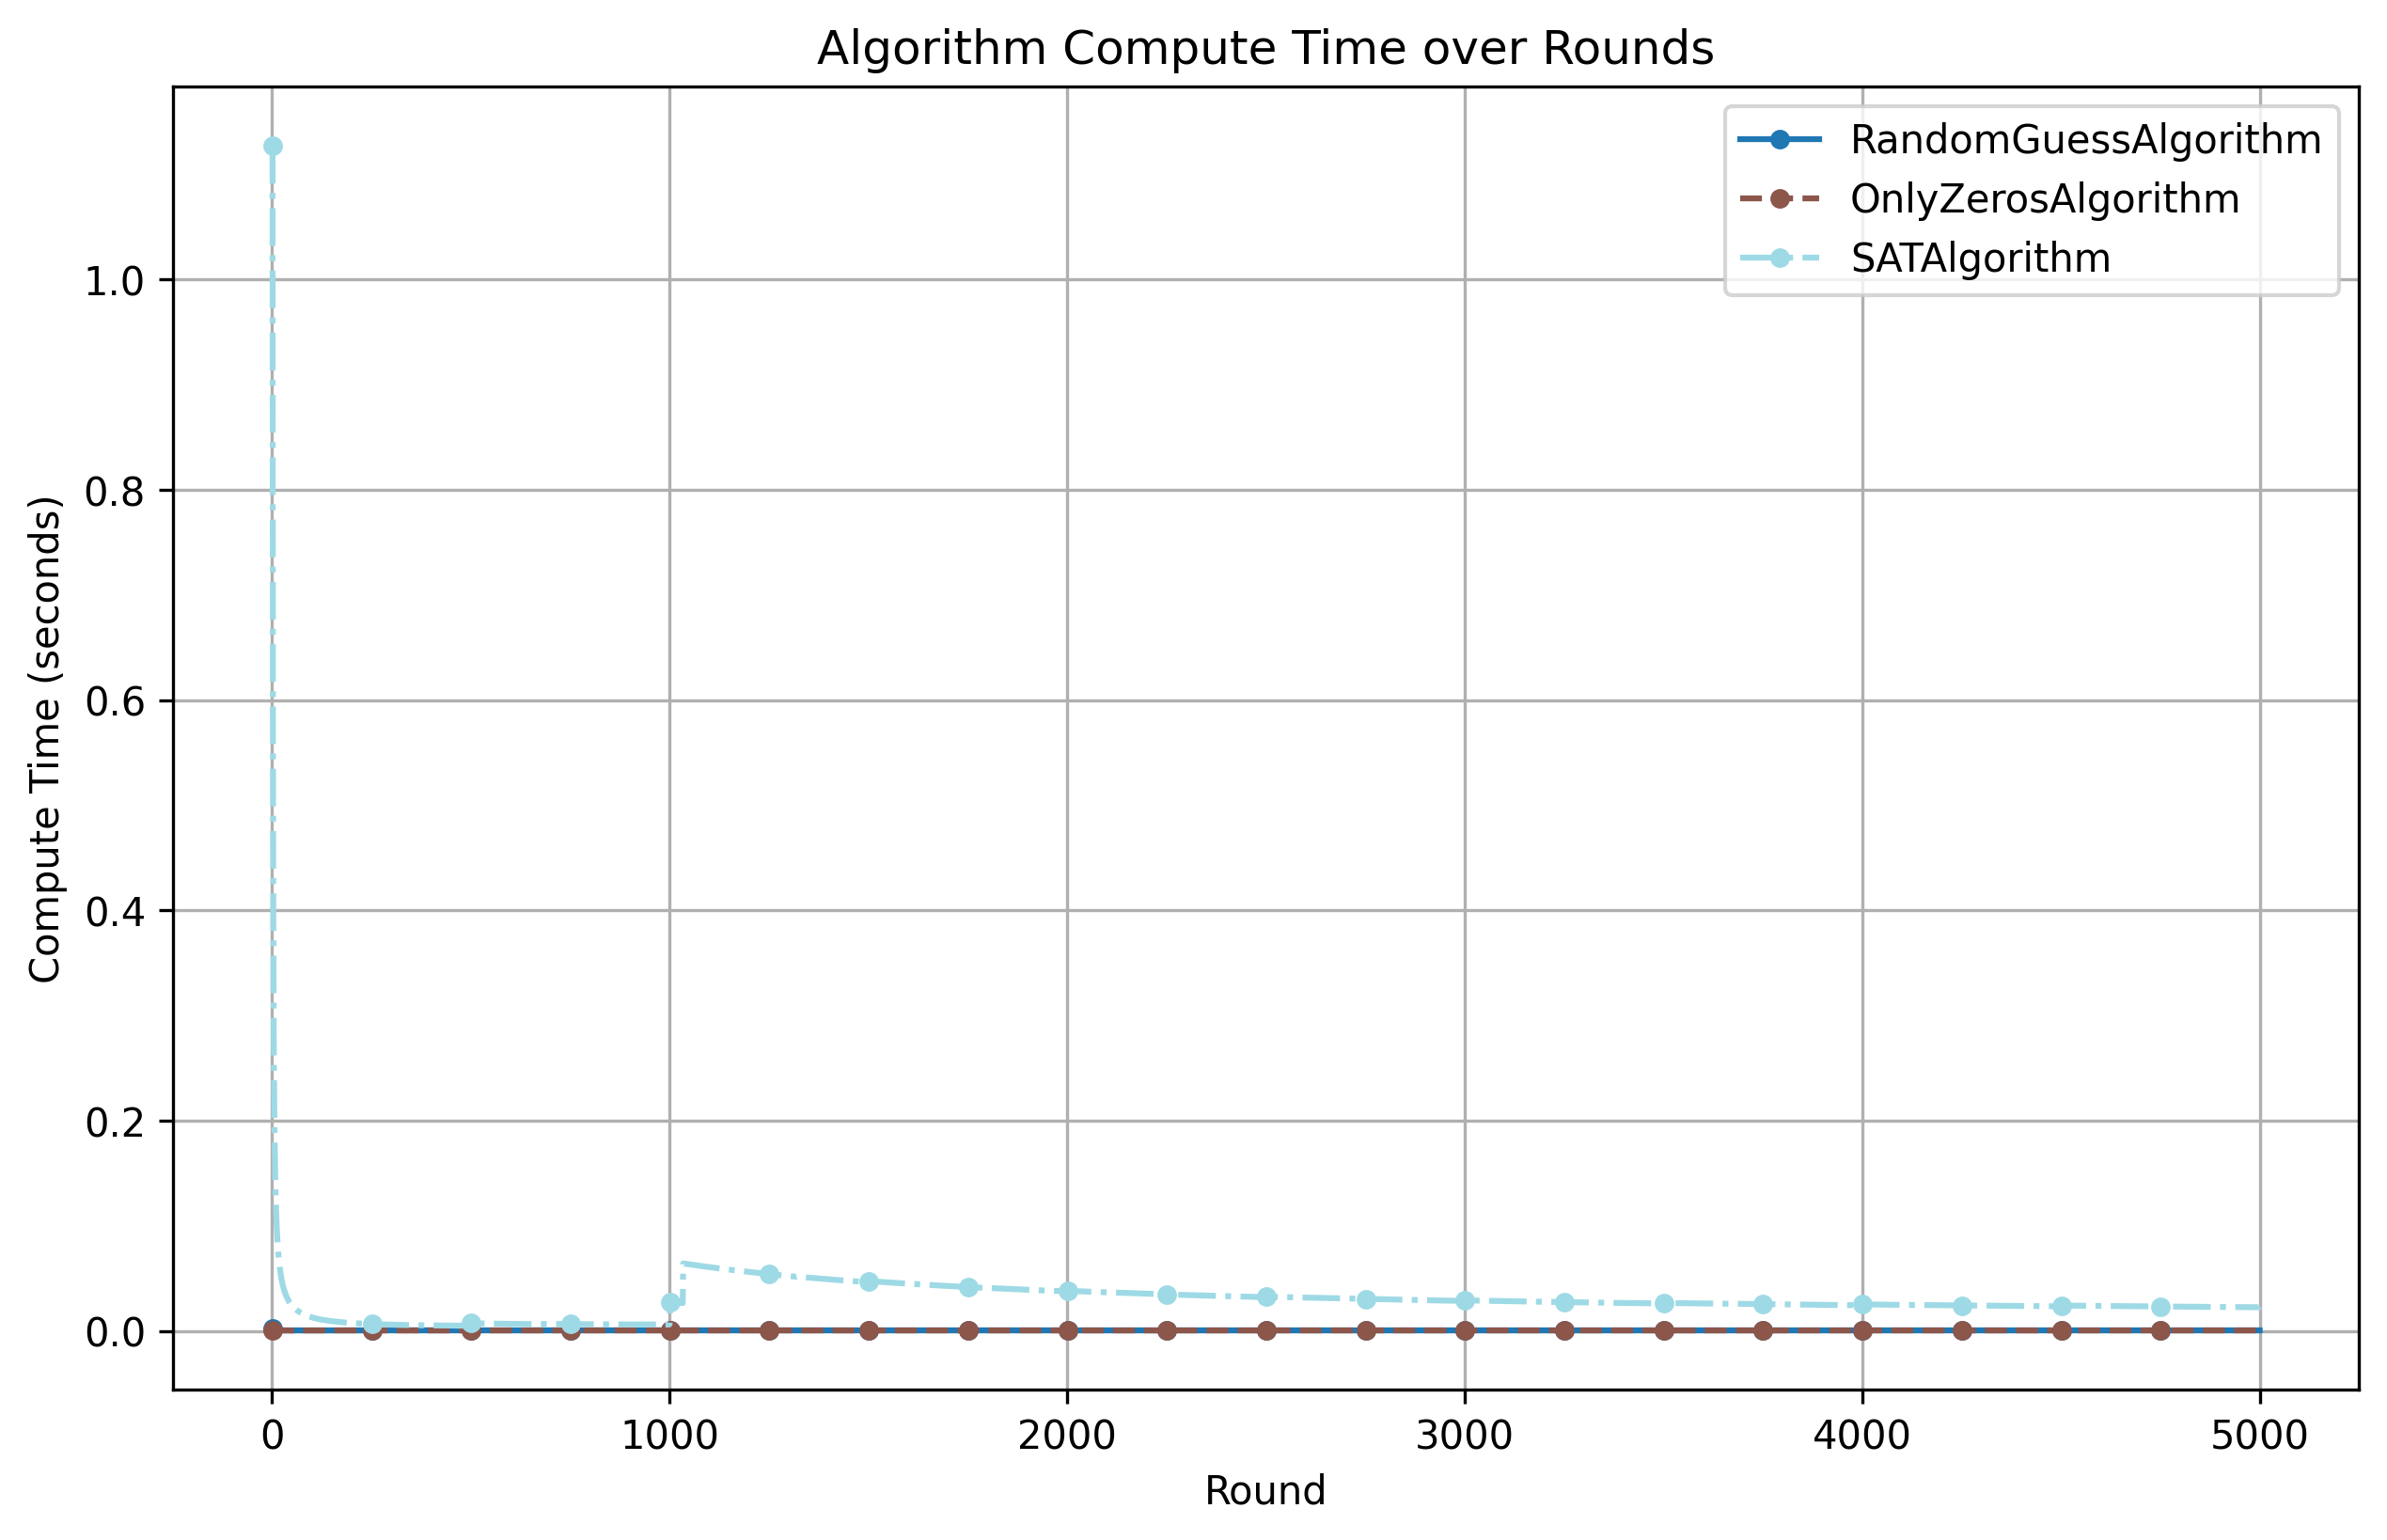 Algorithm Compute Time over Rounds
RandomGuessAlgorithm
OnlyZerosAlgorithm
SATAlgorithm
Compute Time (seconds)
1.0
0.8
0.6
0.4
0.2
0.0
0 1000 2000 3000 4000 5000
Round